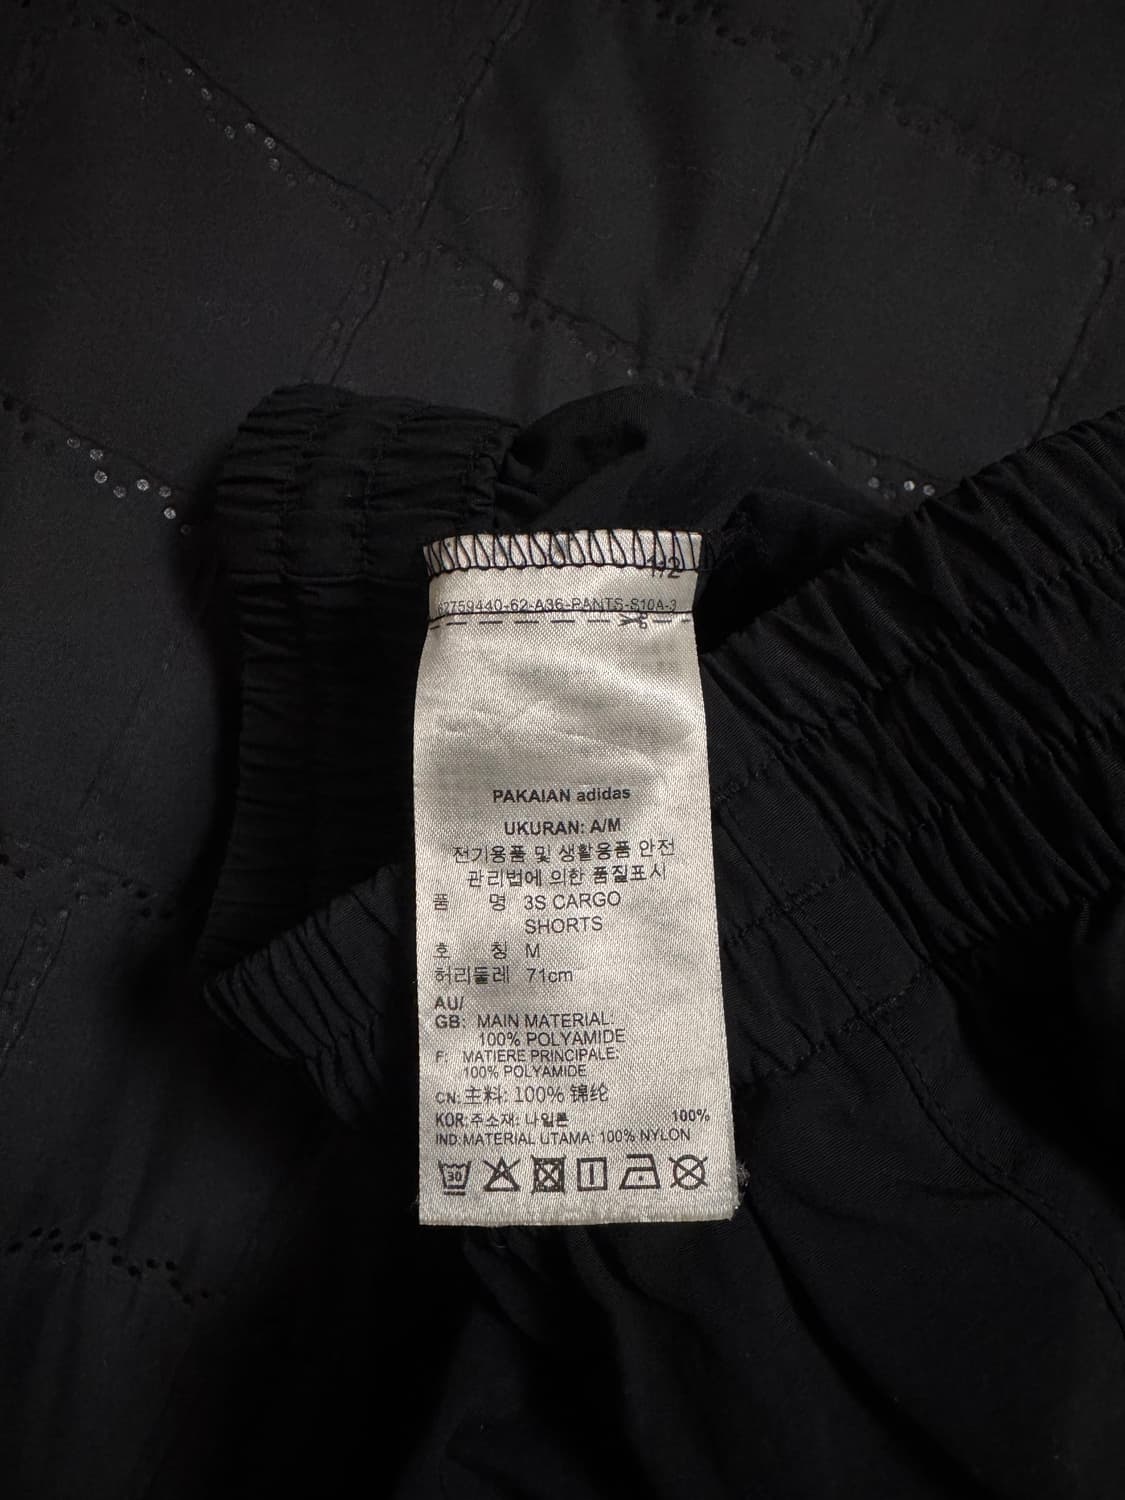 1/2
62759440-62-A36-PANTS-S10A-3
PAKAIAN adidas
UKURAN: A/M
전기용품 및 생활용품 안전
관리법에 의한 품질표시
품 명 3S CARGO
SHORTS
호 칭 M
허리둘레 71cm
AU/
GB: MAIN MATERIAL:
100% POLYAMIDE
F: MATIERE PRINCIPALE:
100% POLYAMIDE
CN: 主料: 100% 锦纶
KOR: 주소재: 나일론 100%
IND: MATERIAL UTAMA: 100% NYLON
30